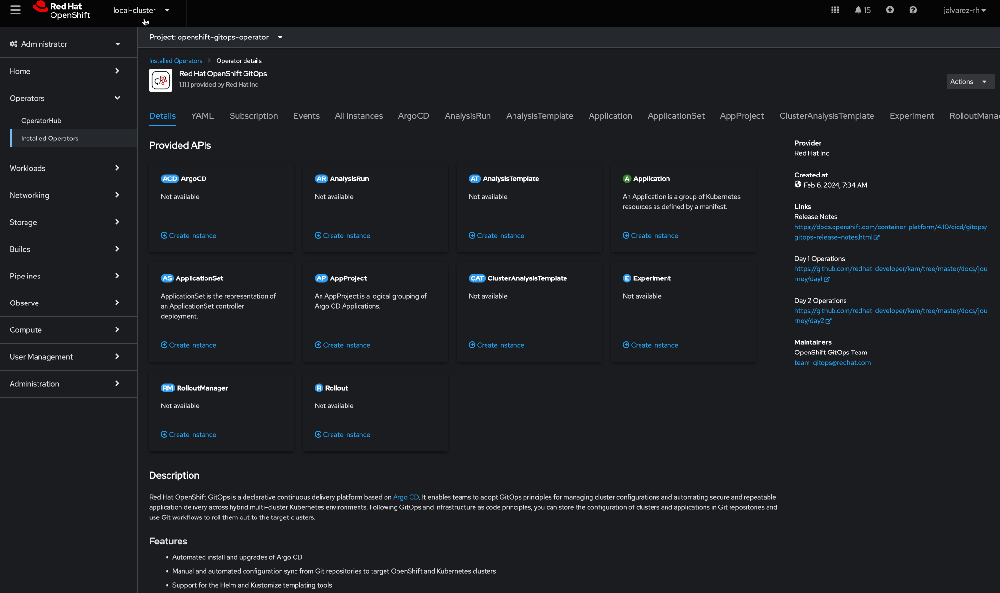 Red Hat
OpenShift
local-cluster
15
jalvarez-rh
Administrator
Home
Operators
OperatorHub
Installed Operators
Workloads
Networking
Storage
Builds
Pipelines
Observe
Compute
User Management
Administration
Project: openshift-gitops-operator
Installed Operators
Operator details
Red Hat OpenShift GitOps
1.11.1 provided by Red Hat Inc
Actions
Details YAML Subscription Events All instances ArgoCD AnalysisRun AnalysisTemplate Application ApplicationSet AppProject ClusterAnalysisTemplate Experiment RolloutManag
Provided APIs
ACD ArgoCD
Not available
Create instance
AR AnalysisRun
Not available
Create instance
AT AnalysisTemplate
Not available
Create instance
A Application
An Application is a group of Kubernetes
resources as defined by a manifest.
Create instance
AS ApplicationSet
ApplicationSet is the representation of
an ApplicationSet controller
deployment.
Create instance
AP AppProject
An AppProject is a logical grouping of
Argo CD Applications.
Create instance
CAT ClusterAnalysisTemplate
Not available
Create instance
E Experiment
Not available
Create instance
RM RolloutManager
Not available
Create instance
R Rollout
Not available
Create instance
Provider
Red Hat Inc
Created at
Feb 6, 2024, 7:34 AM
Links
Release Notes
https://docs.openshift.com/container-platform/4.10/cicd/gitops/
gitops-release-notes.html
Day 1 Operations
https://github.com/redhat-developer/kam/tree/master/docs/jou
rney/day1
Day 2 Operations
https://github.com/redhat-developer/kam/tree/master/docs/jou
rney/day2
Maintainers
OpenShift GitOps Team
team-gitops@redhat.com
Description
Red Hat OpenShift GitOps is a declarative continuous delivery platform based on Argo CD. It enables teams to adopt GitOps principles for managing cluster configurations and automating secure and repeatable
application delivery across hybrid multi-cluster Kubernetes environments. Following GitOps and infrastructure as code principles, you can store the configuration of clusters and applications in Git repositories and
use Git workflows to roll them out to the target clusters.
Features
• Automated install and upgrades of Argo CD
• Manual and automated configuration sync from Git repositories to target OpenShift and Kubernetes clusters
• Support for the Helm and Kustomize templating tools